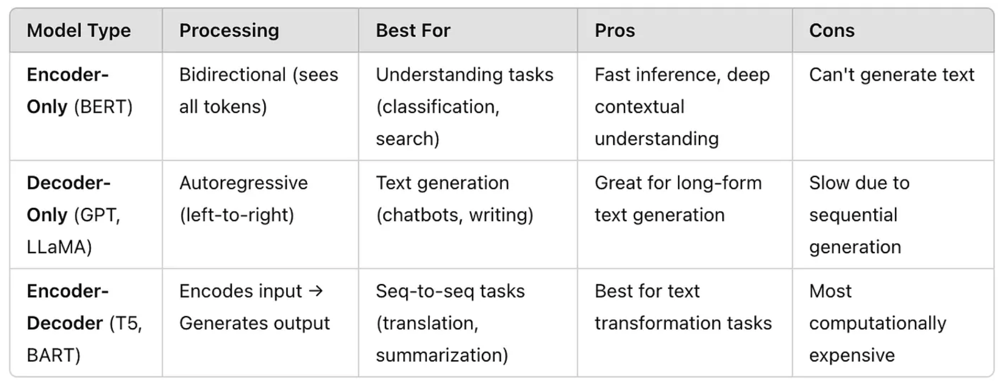 Model Type Processing Best For Pros Cons
Encoder- Bidirectional (sees Understanding tasks Fast inference, deep Can't generate text
Only (BERT) all tokens) (classification, contextual
search) understanding
Decoder- Autoregressive Text generation Great for long-form Slow due to
Only (GPT, (left-to-right) (chatbots, writing) text generation sequential
LLaMA) generation
Encoder- Encodes input → Seq-to-seq tasks Best for text Most
Decoder (T5, Generates output (translation, transformation tasks computationally
BART) summarization) expensive